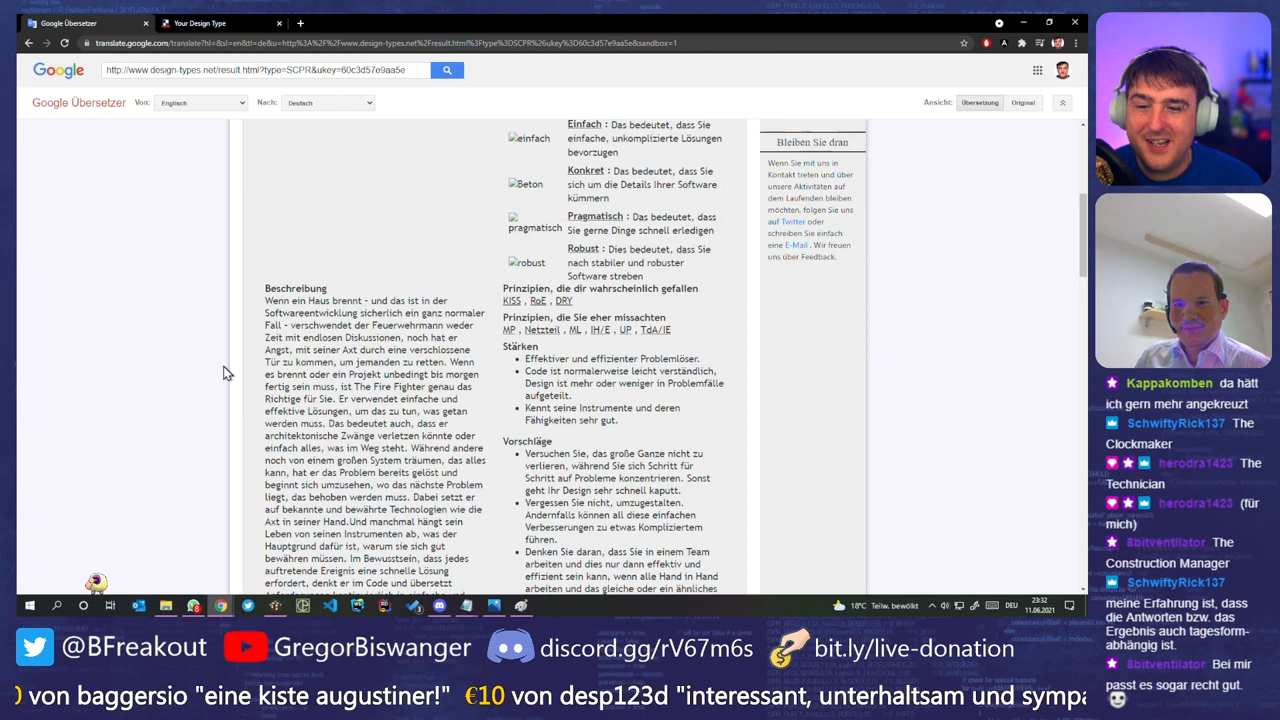 Google Übersetzer
Your Design Type
translate.google.com/translate?hl=&sl=en&tl=de&u=http%3A%2F%2Fwww.design-types.net%2Fresult.html%3Ftype%3DSCPR%26ukey%3D60c3d57e9aa5e&sandbox=1
Google
http://www.design-types.net/result.html?type=SCPR&ukey=60c3d57e9aa5e
Google Übersetzer
Von:
Englisch
Nach:
Deutsch
Ansicht:
Übersetzung
Original
einfach
Einfach : Das bedeutet, dass Sie
einfache, unkomplizierte Lösungen
bevorzugen
Beton
Konkret : Das bedeutet, dass Sie
sich um die Details Ihrer Software
kümmern
pragmatisch
Pragmatisch : Das bedeutet, dass
Sie gerne Dinge schnell erledigen
robust
Robust : Dies bedeutet, dass Sie
nach stabiler und robuster
Software streben
Beschreibung
Wenn ein Haus brennt - und das ist in der
Softwareentwicklung sicherlich ein ganz normaler
Fall - verschwendet der Feuerwehrmann weder
Zeit mit endlosen Diskussionen, noch hat er
Angst, mit seiner Axt durch eine verschlossene
Tür zu kommen, um jemanden zu retten. Wenn
es brennt oder ein Projekt unbedingt bis morgen
fertig sein muss, ist The Fire Fighter genau das
Richtige für Sie. Er verwendet einfache und
effektive Lösungen, um das zu tun, was getan
werden muss. Das bedeutet auch, dass er
architektonische Zwänge verletzen könnte oder
einfach alles, was im Weg steht. Während andere
noch von einem großen System träumen, das alles
kann, hat er das Problem bereits gelöst und
beginnt sich umzusehen, wo das nächste Problem
liegt, das behoben werden muss. Dabei setzt er
auf bekannte und bewährte Technologien wie die
Axt in seiner Hand.Und manchmal hängt sein
Leben von seinen Instrumenten ab, was der
Hauptgrund dafür ist, warum sie sich gut
bewähren müssen. Im Bewusstsein, dass jedes
auftretende Ereignis eine schnelle Lösung
erfordert, denkt er im Code und übersetzt
Prinzipien, die dir wahrscheinlich gefallen
KISS , RoE , DRY
Prinzipien, die Sie eher missachten
MP , Netzteil , ML , IH/E , UP , TdA/IE
Stärken
Effektiver und effizienter Problemlöser.
Code ist normalerweise leicht verständlich,
Design ist mehr oder weniger in Problemfälle
aufgeteilt.
Kennt seine Instrumente und deren
Fähigkeiten sehr gut.
Vorschläge
Versuchen Sie, das große Ganze nicht zu
verlieren, während Sie sich Schritt für
Schritt auf Probleme konzentrieren. Sonst
geht Ihr Design sehr schnell kaputt.
Vergessen Sie nicht, umzugestalten.
Andernfalls können all diese einfachen
Verbesserungen zu etwas Kompliziertem
führen.
Denken Sie daran, dass Sie in einem Team
arbeiten und dies nur dann effektiv und
effizient sein kann, wenn alle Hand in Hand
arbeiten und das gleiche oder ein ähnliches
Bleiben Sie dran
Wenn Sie mit uns in
Kontakt treten und über
unsere Aktivitäten auf
dem Laufenden bleiben
möchten, folgen Sie uns
auf Twitter oder
schreiben Sie einfach
eine E-Mail . Wir freuen
uns über Feedback.
18°C Teilw. bewölkt
DEU
23:32
11.06.2021
Kappakomben da hätt
ich gern mehr angekreuzt
SchwiftyRick137 The
Clockmaker
herodra1423 The
Technician
herodra1423 (für
mich)
8bitventilator The
Construction Manager
SchwiftyRick137
meine Erfahrung ist, dass
die Antworten bzw. das
Ergebnis auch tagesform-
abhängig ist.
8bitventilator Bei mir
passt es sogar recht gut.
@BFreakout
GregorBiswanger
discord.gg/rV67m6s
bit.ly/live-donation
0 von baggersio "eine kiste augustiner!" €10 von desp123d "interessant, unterhaltsam und sympa